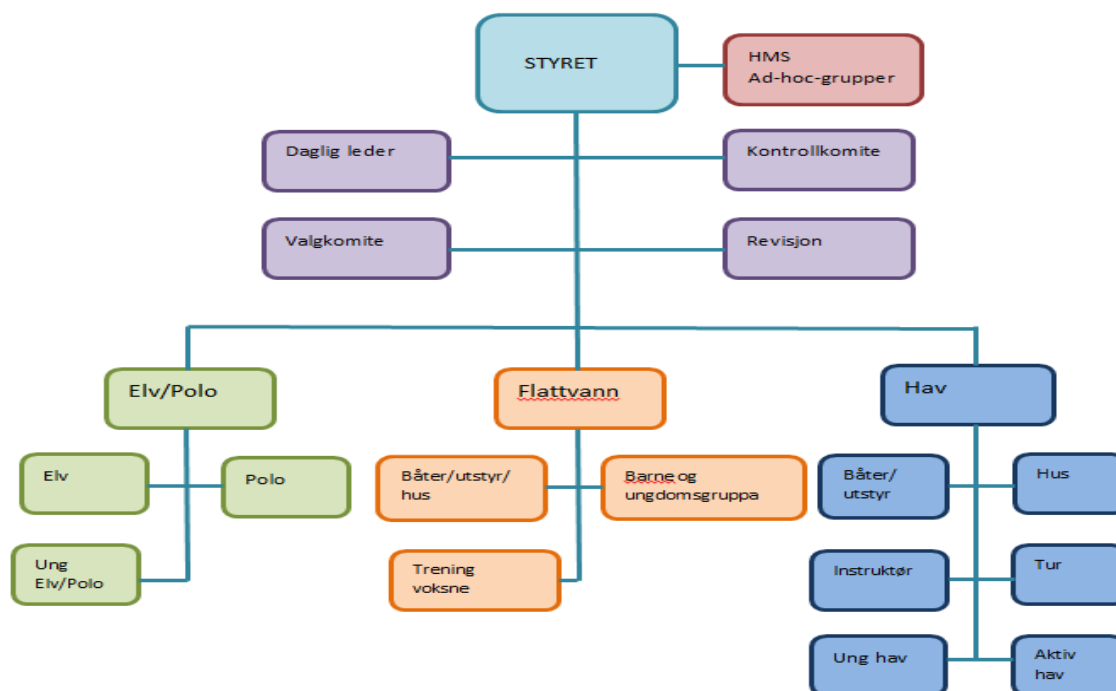 STYRET
HMS
Ad-hoc-grupper
Daglig leder
Kontrollkomite
Valgkomite
Revisjon
Elv/Polo
Flattvann
Hav
Elv
Polo
Båter/utstyr/
hus
Barne og
ungdomsgruppa
Båter/
utstyr
Hus
Ung
Elv/Polo
Trening
voksne
Instruktør
Tur
Ung hav
Aktiv
hav